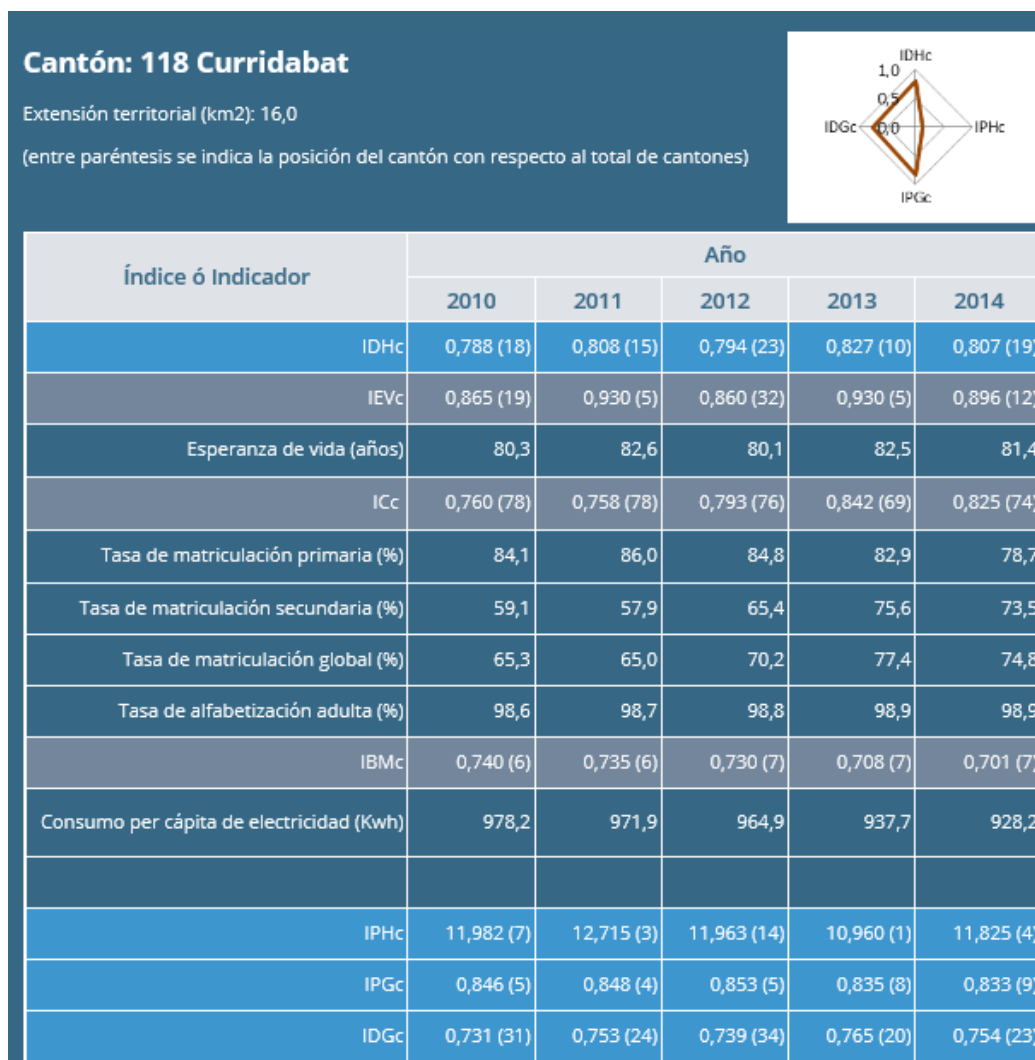 Cantón: 118 Curridabat
Extensión territorial (km2): 16,0
(entre paréntesis se indica la posición del cantón con respecto al total de cantones)
IDHc
1,0
0,5
IDGc 0,0 IPHc
IPGc
Índice ó Indicador Año
2010 2011 2012 2013 2014
IDHc 0,788 (18) 0,808 (15) 0,794 (23) 0,827 (10) 0,807 (19)
IEVc 0,865 (19) 0,930 (5) 0,860 (32) 0,930 (5) 0,896 (12)
Esperanza de vida (años) 80,3 82,6 80,1 82,5 81,4
ICc 0,760 (78) 0,758 (78) 0,793 (76) 0,842 (69) 0,825 (74)
Tasa de matriculación primaria (%) 84,1 86,0 84,8 82,9 78,7
Tasa de matriculación secundaria (%) 59,1 57,9 65,4 75,6 73,5
Tasa de matriculación global (%) 65,3 65,0 70,2 77,4 74,8
Tasa de alfabetización adulta (%) 98,6 98,7 98,8 98,9 98,9
IBMc 0,740 (6) 0,735 (6) 0,730 (7) 0,708 (7) 0,701 (7)
Consumo per cápita de electricidad (Kwh) 978,2 971,9 964,9 937,7 928,2
IPHc 11,982 (7) 12,715 (3) 11,963 (14) 10,960 (1) 11,825 (4)
IPGc 0,846 (5) 0,848 (4) 0,853 (5) 0,835 (8) 0,833 (9)
IDGc 0,731 (31) 0,753 (24) 0,739 (34) 0,765 (20) 0,754 (23)